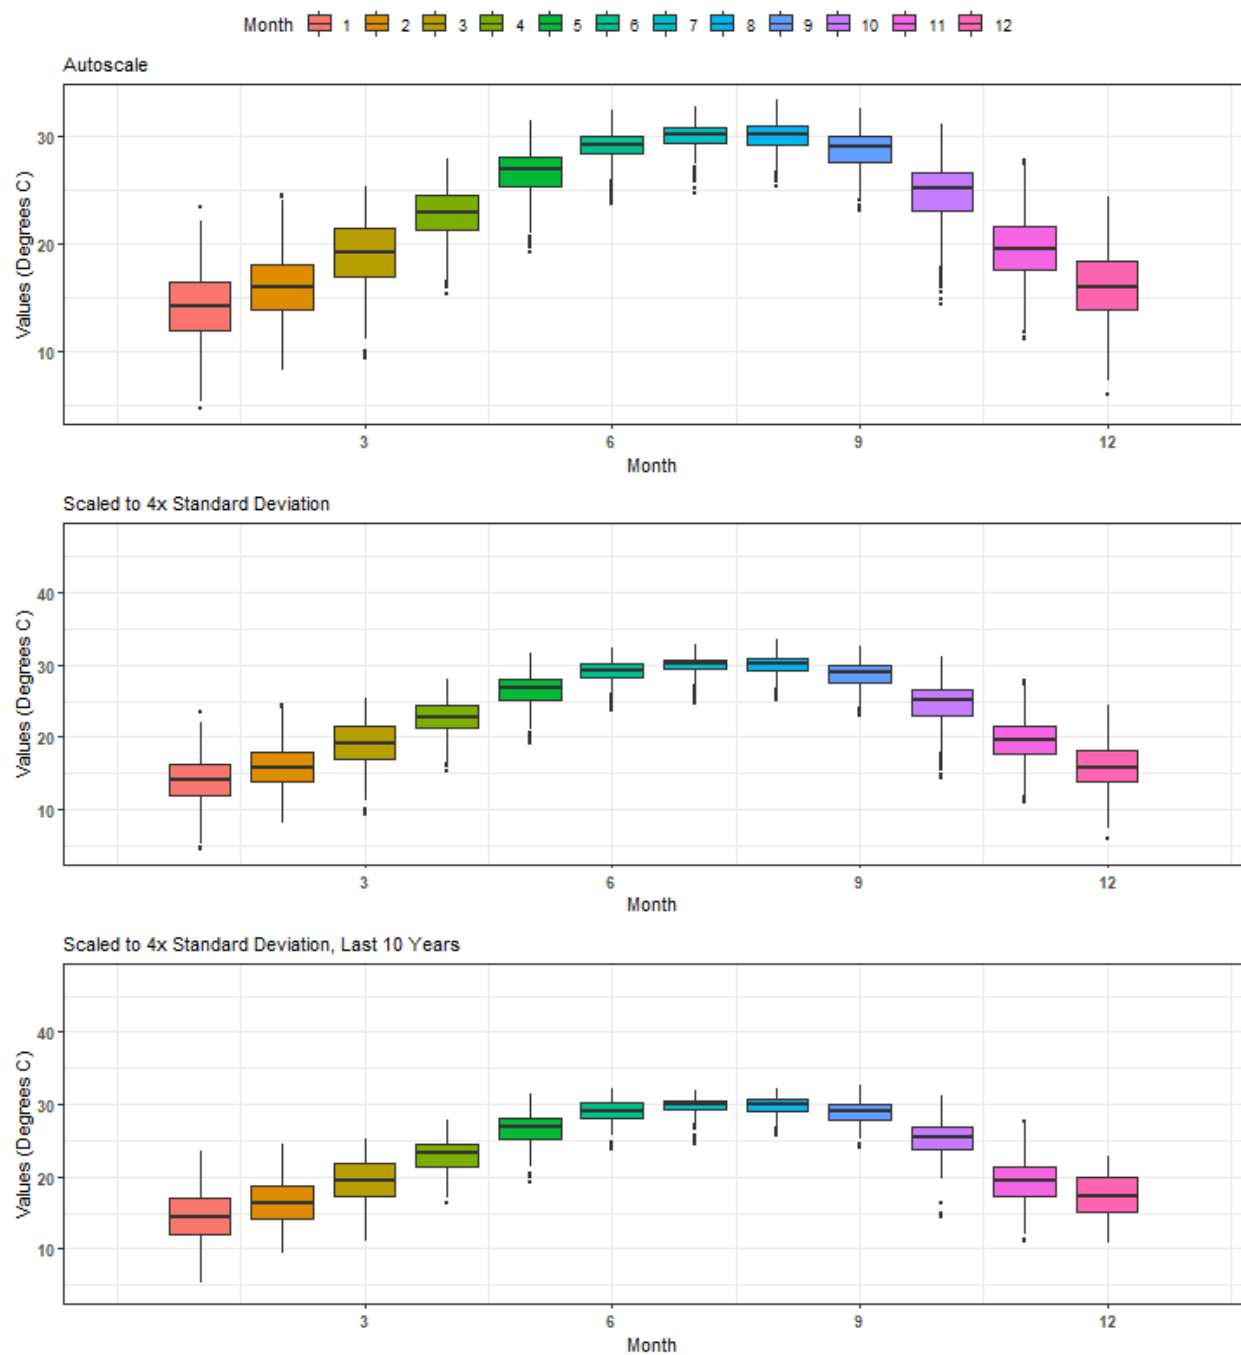 Month 1 2 3 4 5 6 7 8 9 10 11 12
Autoscale
Values (Degrees C)
30
20
10
3 6 9 12
Month
Scaled to 4x Standard Deviation
Values (Degrees C)
40
30
20
10
3 6 9 12
Month
Scaled to 4x Standard Deviation, Last 10 Years
Values (Degrees C)
40
30
20
10
3 6 9 12
Month